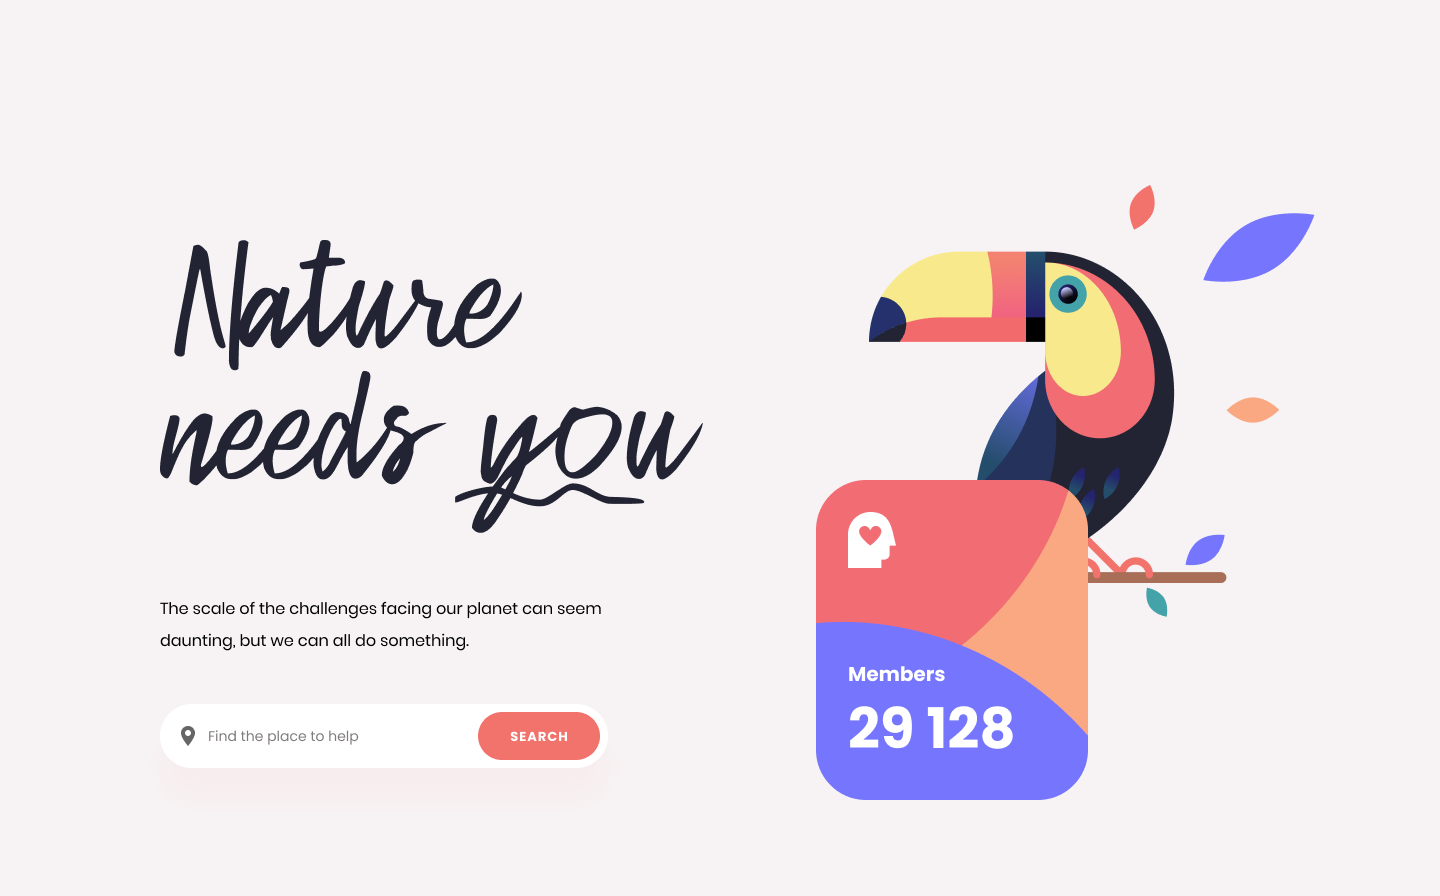 Nature
needs you
The scale of the challenges facing our planet can seem
daunting, but we can all do something.
Find the place to help
SEARCH
Members
29 128